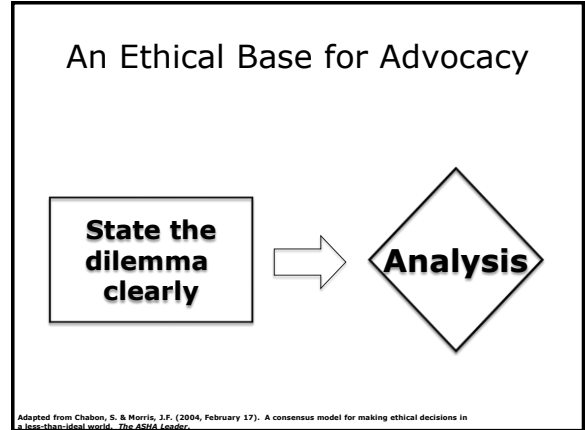 An Ethical Base for Advocacy
State the
dilemma
clearly
Analysis
Adapted from Chabon, S. & Morris, J.F. (2004, February 17). A consensus model for making ethical decisions in
a less-than-ideal world. The ASHA Leader.